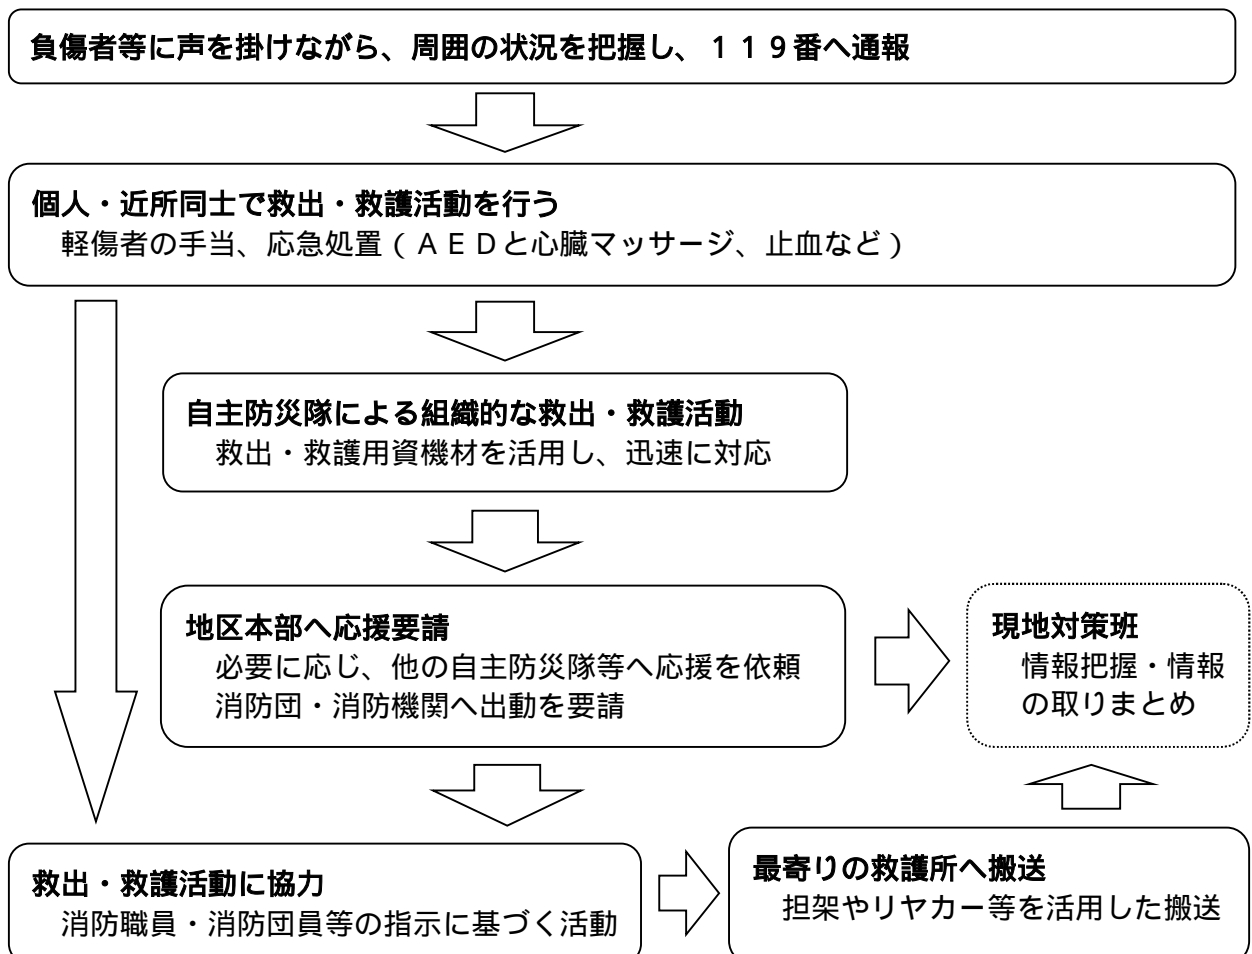 負傷者等に声を掛けながら、周囲の状況を把握し、１１９番へ通報
個人・近所同士で救出・救護活動を行う
軽傷者の手当、応急処置（ＡＥＤと心臓マッサージ、止血など）
自主防災隊による組織的な救出・救護活動
救出・救護用資機材を活用し、迅速に対応
地区本部へ応援要請
必要に応じ、他の自主防災隊等へ応援を依頼
消防団・消防機関へ出動を要請
現地対策班
情報把握・情報
の取りまとめ
救出・救護活動に協力
消防職員・消防団員等の指示に基づく活動
最寄りの救護所へ搬送
担架やリヤカー等を活用した搬送